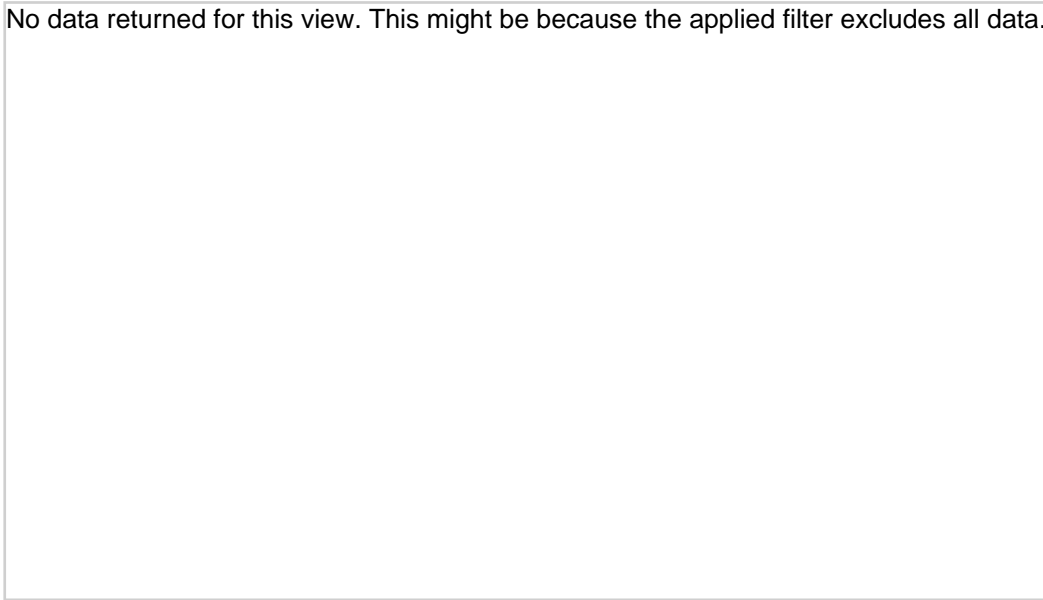 No data returned for this view. This might be because the applied filter excludes all data.